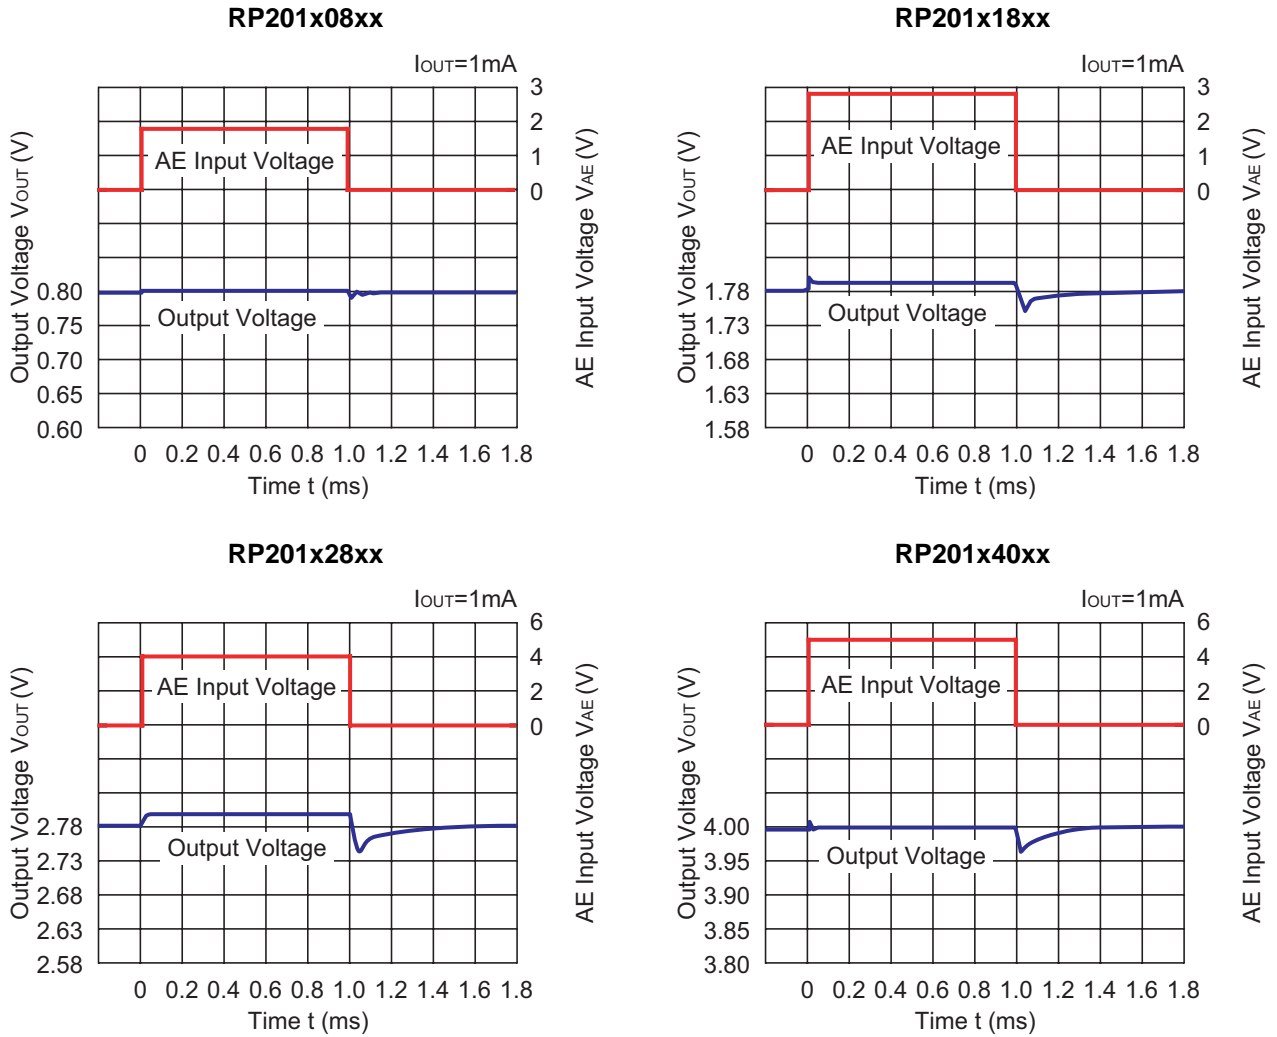 RP201x08xx
IOUT=1mA
Output Voltage VOUT (V)
0.80
0.75
0.70
0.65
0.60
AE Input Voltage
Output Voltage
3
2
1
0
AE Input Voltage VAE (V)
0 0.2 0.4 0.6 0.8 1.0 1.2 1.4 1.6 1.8
Time t (ms)
RP201x18xx
IOUT=1mA
Output Voltage VOUT (V)
1.78
1.73
1.68
1.63
1.58
AE Input Voltage
Output Voltage
3
2
1
0
AE Input Voltage VAE (V)
0 0.2 0.4 0.6 0.8 1.0 1.2 1.4 1.6 1.8
Time t (ms)
RP201x28xx
IOUT=1mA
Output Voltage VOUT (V)
2.78
2.73
2.68
2.63
2.58
AE Input Voltage
Output Voltage
6
4
2
0
AE Input Voltage VAE (V)
0 0.2 0.4 0.6 0.8 1.0 1.2 1.4 1.6 1.8
Time t (ms)
RP201x40xx
IOUT=1mA
Output Voltage VOUT (V)
4.00
3.95
3.90
3.85
3.80
AE Input Voltage
Output Voltage
6
4
2
0
AE Input Voltage VAE (V)
0 0.2 0.4 0.6 0.8 1.0 1.2 1.4 1.6 1.8
Time t (ms)